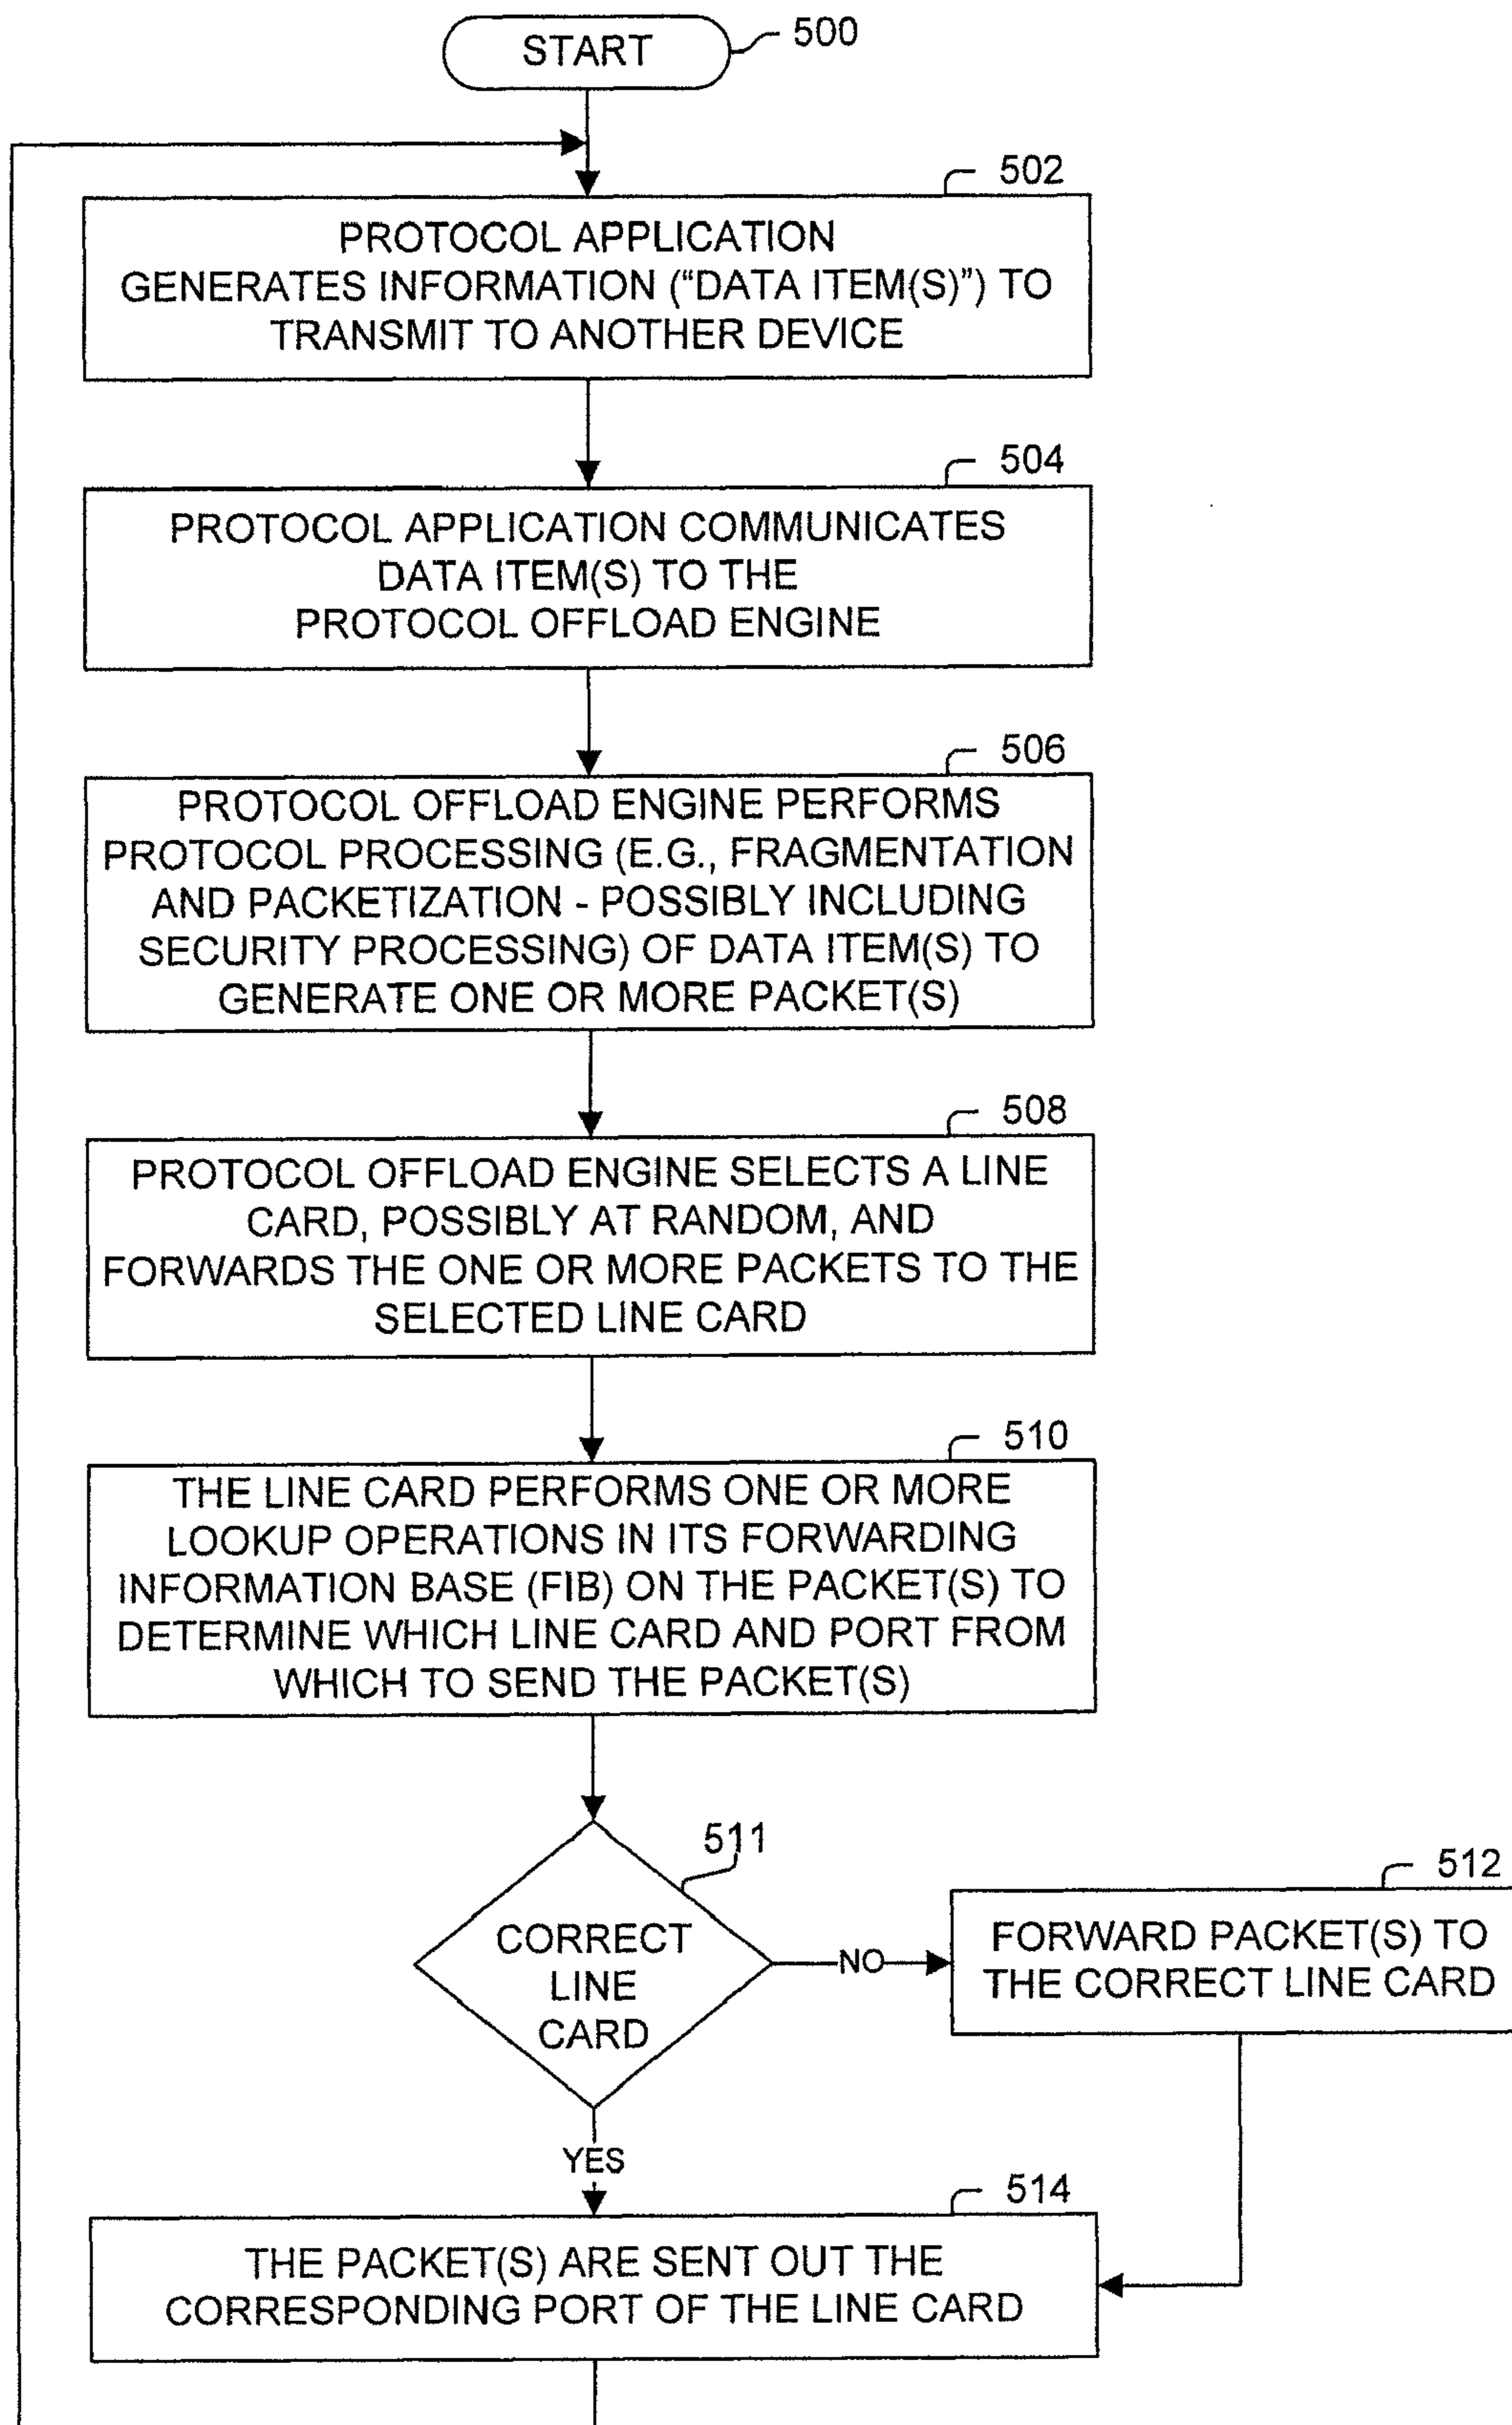 START
500
502
PROTOCOL APPLICATION
GENERATES INFORMATION (“DATA ITEM(S)”) TO
TRANSMIT TO ANOTHER DEVICE
504
PROTOCOL APPLICATION COMMUNICATES
DATA ITEM(S) TO THE
PROTOCOL OFFLOAD ENGINE
506
PROTOCOL OFFLOAD ENGINE PERFORMS
PROTOCOL PROCESSING (E.G., FRAGMENTATION
AND PACKETIZATION - POSSIBLY INCLUDING
SECURITY PROCESSING) OF DATA ITEM(S) TO
GENERATE ONE OR MORE PACKET(S)
508
PROTOCOL OFFLOAD ENGINE SELECTS A LINE
CARD, POSSIBLY AT RANDOM, AND
FORWARDS THE ONE OR MORE PACKETS TO THE
SELECTED LINE CARD
510
THE LINE CARD PERFORMS ONE OR MORE
LOOKUP OPERATIONS IN ITS FORWARDING
INFORMATION BASE (FIB) ON THE PACKET(S) TO
DETERMINE WHICH LINE CARD AND PORT FROM
WHICH TO SEND THE PACKET(S)
511
CORRECT
LINE
CARD
NO
512
FORWARD PACKET(S) TO
THE CORRECT LINE CARD
YES
514
THE PACKET(S) ARE SENT OUT THE
CORRESPONDING PORT OF THE LINE CARD